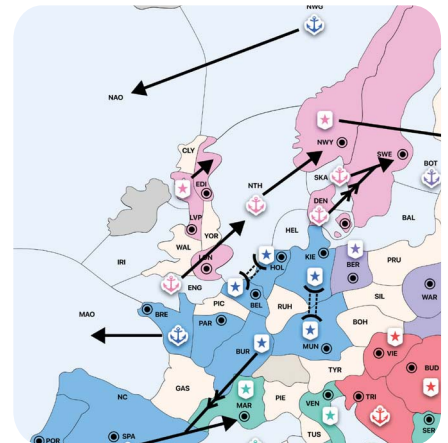 NWG
NAO
CLY
NWY
SWE
BOT
SKA
EDI
NTH
DEN
LVP
YOR
HEL
BAL
WAL
IRI
LON
HOL
KIE
BER
PRU
ENG
PIC
BEL
RUH
SIL
WAR
MAO
BRE
PAR
BOH
BUR
MUN
VIE
TYR
BUD
GAS
NC
MAR
PIE
VEN
TRI
TUS
SER
POR
SPA